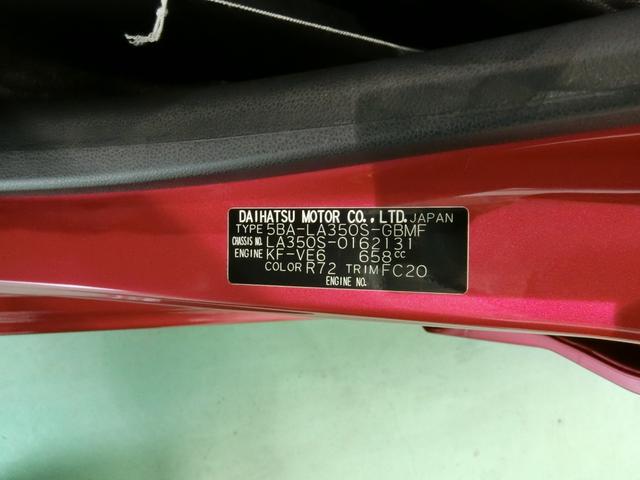 DAIHATSU MOTOR CO.,LTD. JAPAN
TYPE 5BA-LA350S-GBMF
CHASSIS NO. LA350S-0162131
ENGINE KF-VE6 658cc
COLOR R72 TRIM FC20
ENGINE NO.